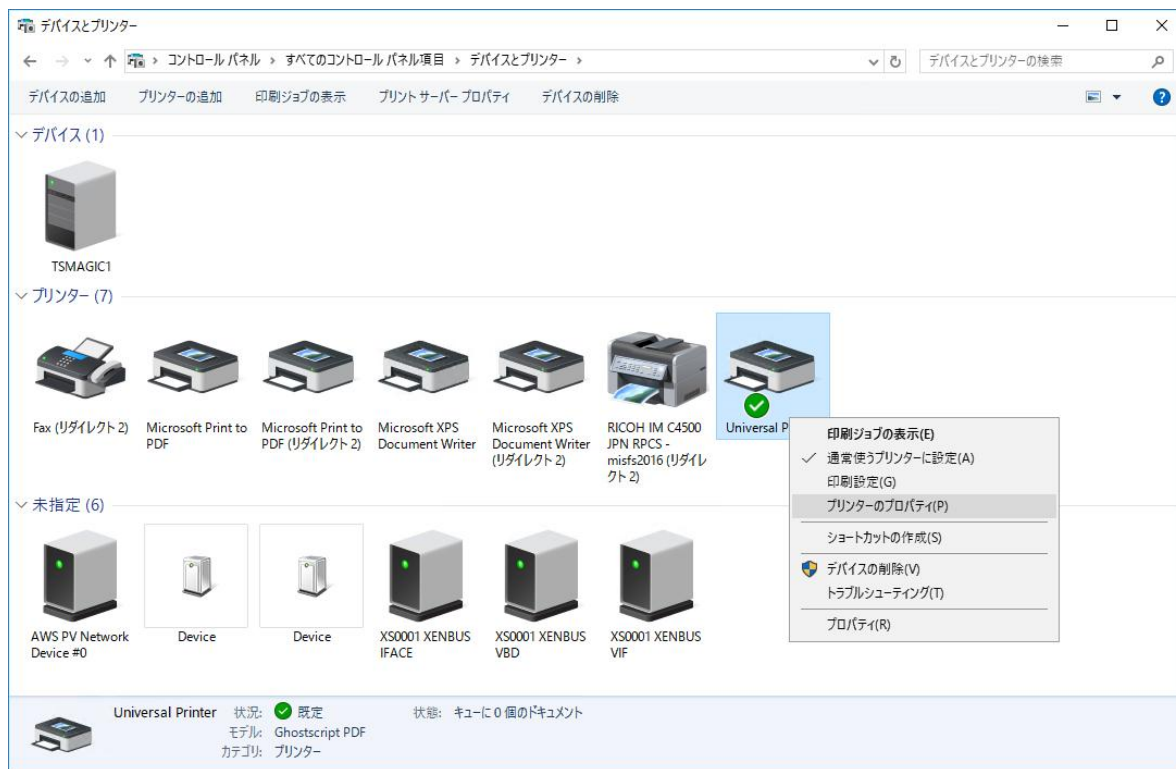 デバイスとプリンター
コントロール パネル › すべてのコントロール パネル項目 › デバイスとプリンター ›
デバイスとプリンターの検索
デバイスの追加 プリンターの追加 印刷ジョブの表示 プリント サーバー プロパティ デバイスの削除
デバイス (1)
TSMAGIC1
プリンター (7)
Fax (リダイレクト 2)
Microsoft Print to
PDF
Microsoft Print to
PDF (リダイレクト 2)
Microsoft XPS
Document Writer
Microsoft XPS
Document Writer
(リダイレクト 2)
RICOH IM C4500
JPN RPCS -
misfs2016 (リダイレ
クト 2)
Universal P
印刷ジョブの表示(E)
通常使うプリンターに設定(A)
印刷設定(G)
プリンターのプロパティ(P)
ショートカットの作成(S)
デバイスの削除(V)
トラブルシューティング(T)
プロパティ(R)
未指定 (6)
AWS PV Network
Device #0
Device
Device
XS0001 XENBUS
IFACE
XS0001 XENBUS
VBD
XS0001 XENBUS
VIF
Universal Printer 状況: 既定 状態: キューに 0 個のドキュメント
モデル: Ghostscript PDF
カテゴリ: プリンター